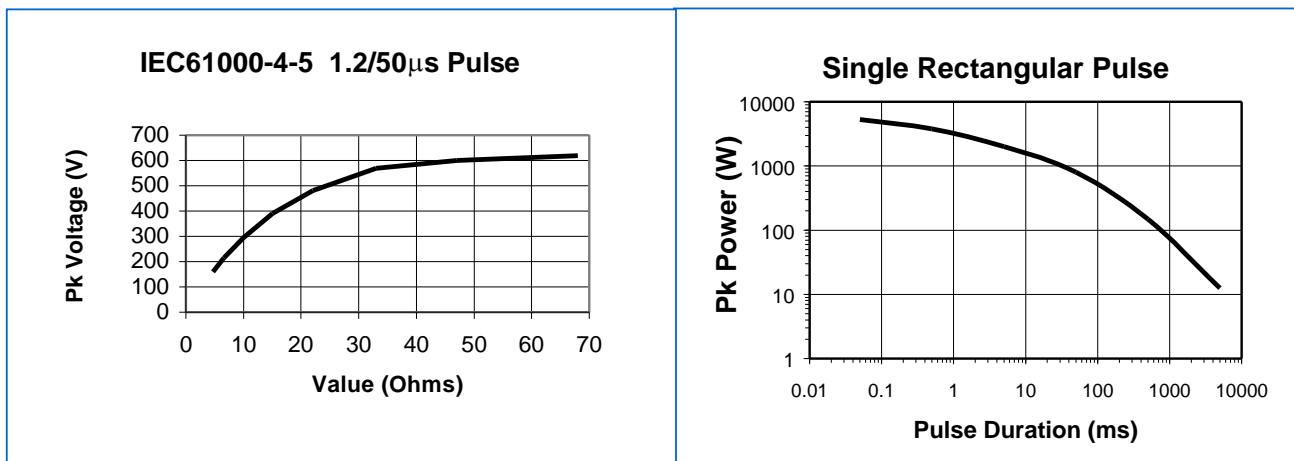 IEC61000-4-5 1.2/50μs Pulse
Pk Voltage (V)
700
600
500
400
300
200
100
0
0 10 20 30 40 50 60 70
Value (Ohms)
Single Rectangular Pulse
Pk Power (W)
10000
1000
100
10
1
0.01 0.1 1 10 100 1000 10000
Pulse Duration (ms)